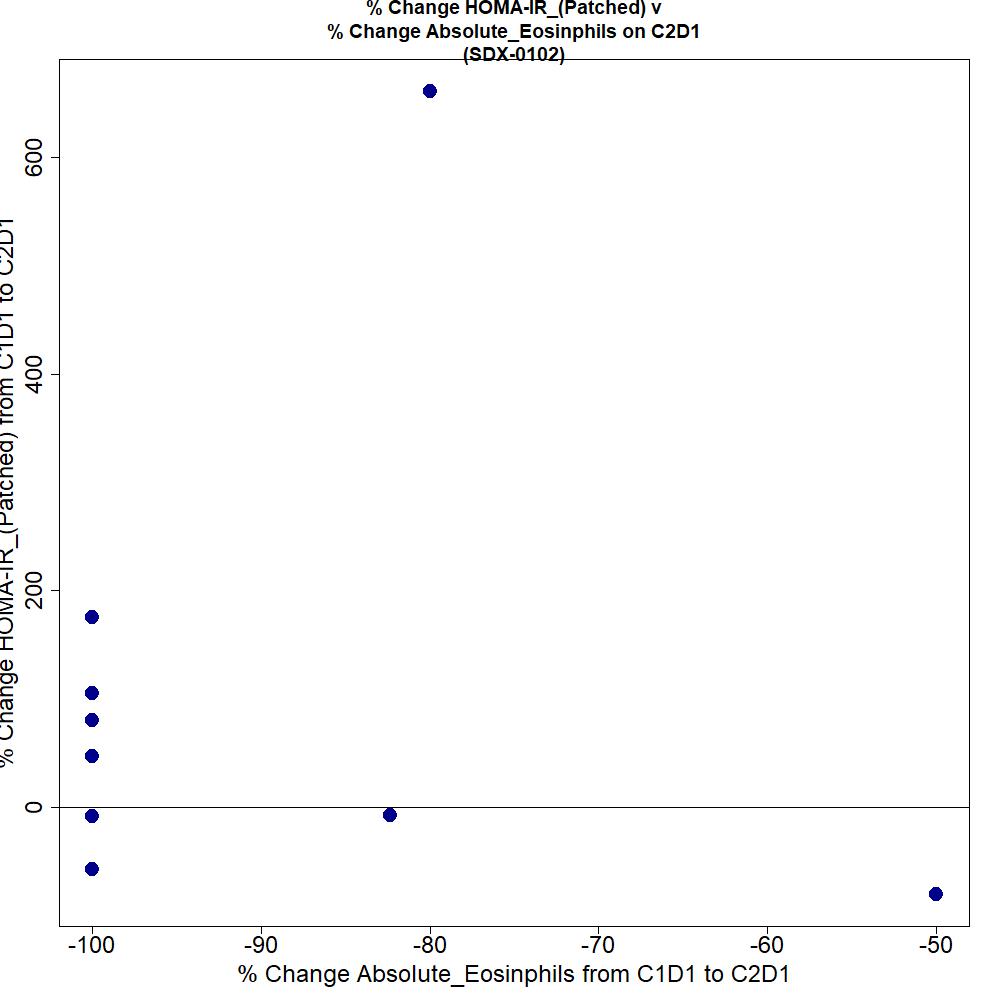 % Change HOMA-IR_(Patched) v
% Change Absolute_Eosinphils on C2D1
(SDX-0102)
% Change HOMA-IR_(Patched) from C1D1 to C2D1
600
400
200
0
-100 -90 -80 -70 -60 -50
% Change Absolute_Eosinphils from C1D1 to C2D1